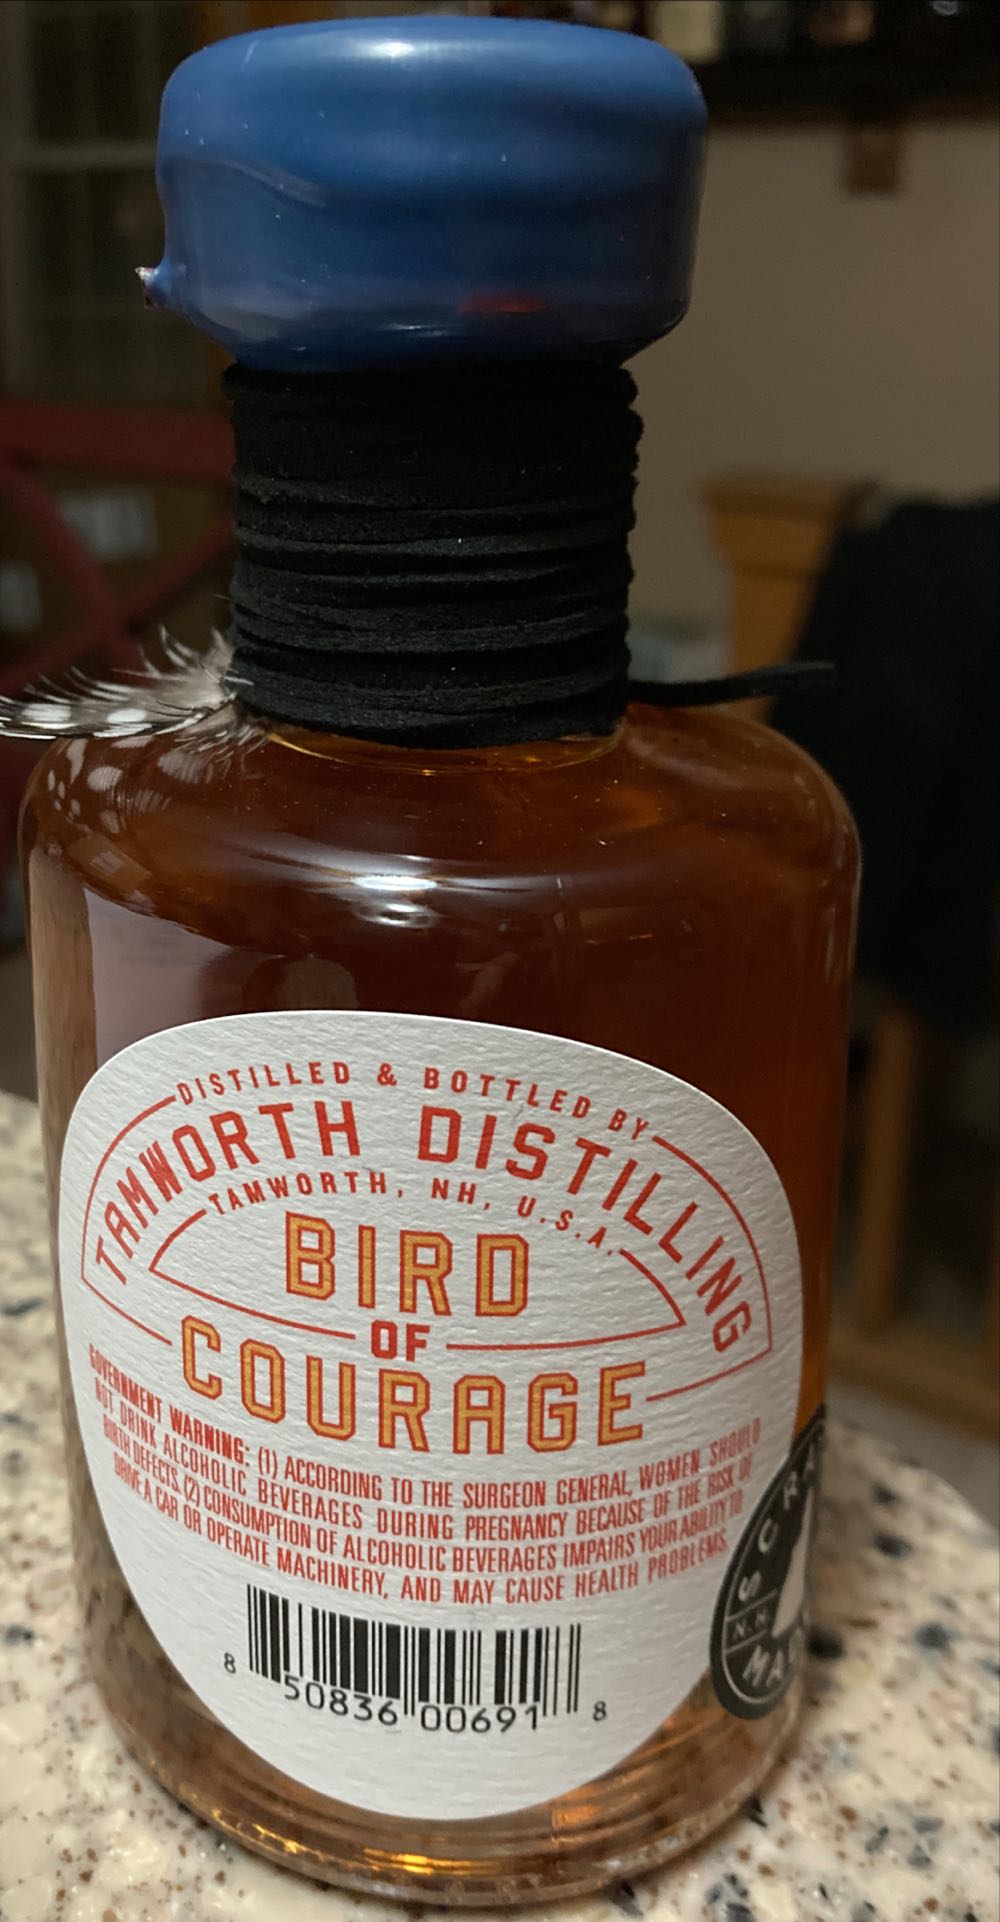 DISTILLED & BOTTLED BY
TAMWORTH DISTILLING
TAMWORTH, NH, U.S.A.
BIRD
OF
COURAGE
GOVERNMENT WARNING: (1) ACCORDING TO THE SURGEON GENERAL, WOMEN SHOULD
NOT DRINK ALCOHOLIC BEVERAGES DURING PREGNANCY BECAUSE OF THE RISK OF
BIRTH DEFECTS. (2) CONSUMPTION OF ALCOHOLIC BEVERAGES IMPAIRS YOUR ABILITY TO
DRIVE A CAR OR OPERATE MACHINERY, AND MAY CAUSE HEALTH PROBLEMS.
8 50836 00691 8
N.H.